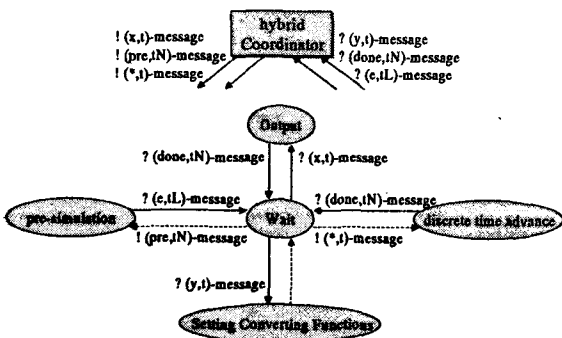 hybrid
Coordinator
! (x,t)-message
! (pre,tN)-message
! (*,t)-message
? (y,t)-message
? (done,tN)-message
? (e,tL)-message
Output
? (done,tN)-message
? (x,t)-message
? (e,tL)-message
? (done,tN)-message
pre-simulation
Wait
discrete time advance
! (pre,tN)-message
! (*,t)-message
? (y,t)-message
Setting Converting Functions